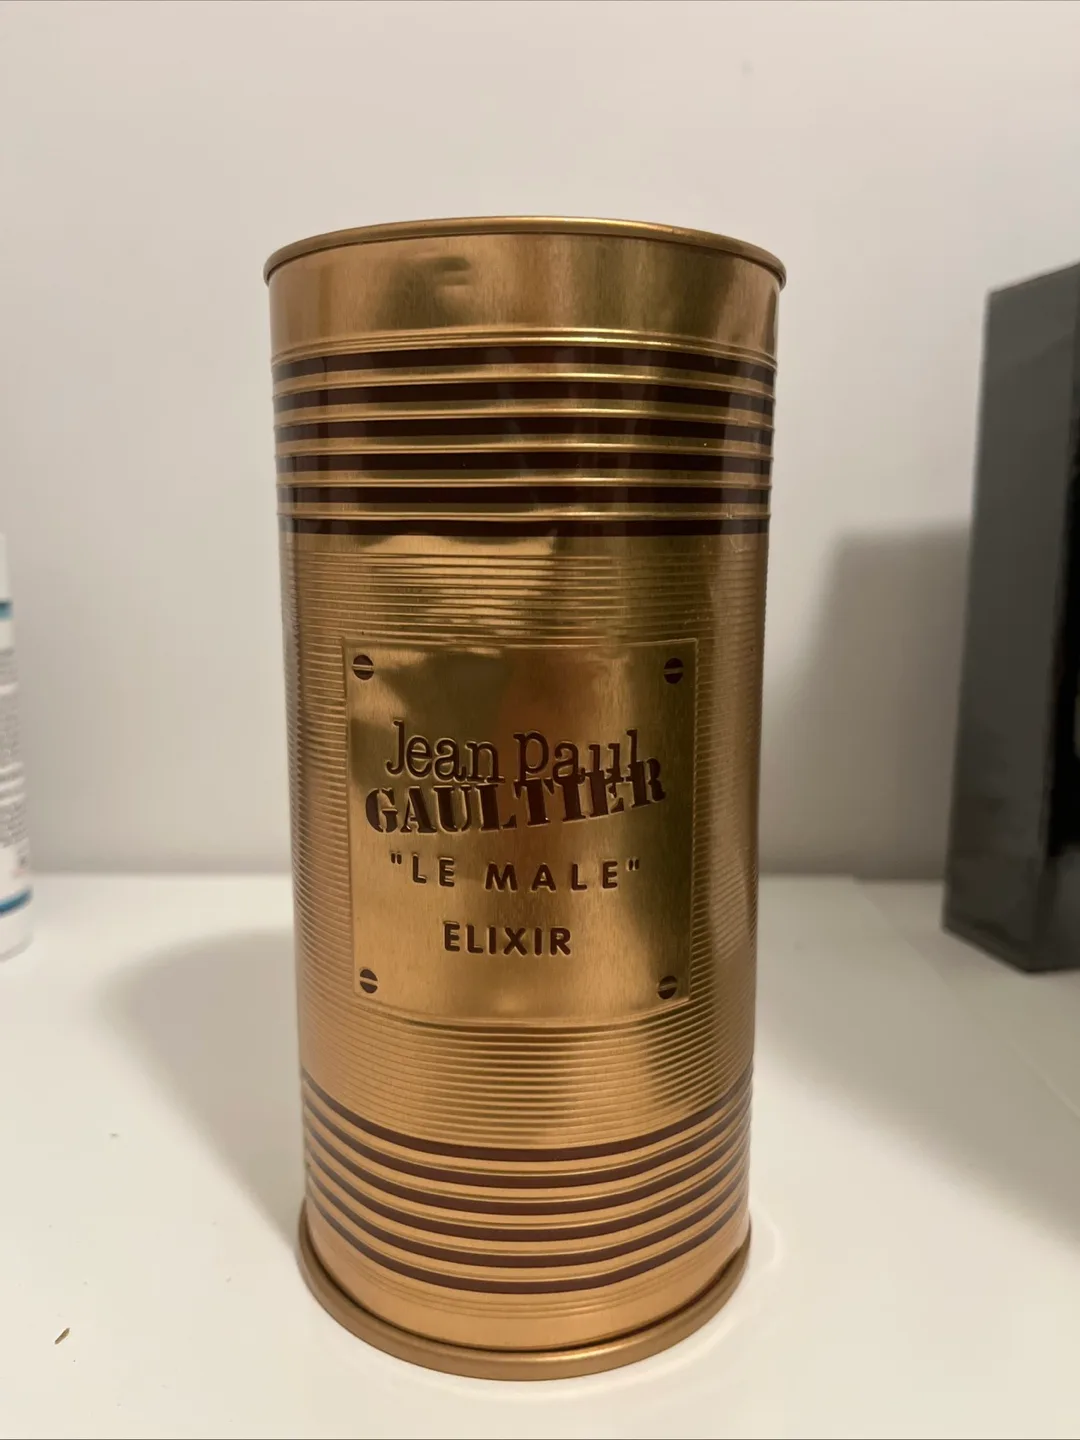 Jean Paul
GAULTIER
"LE MALE"
ELIXIR